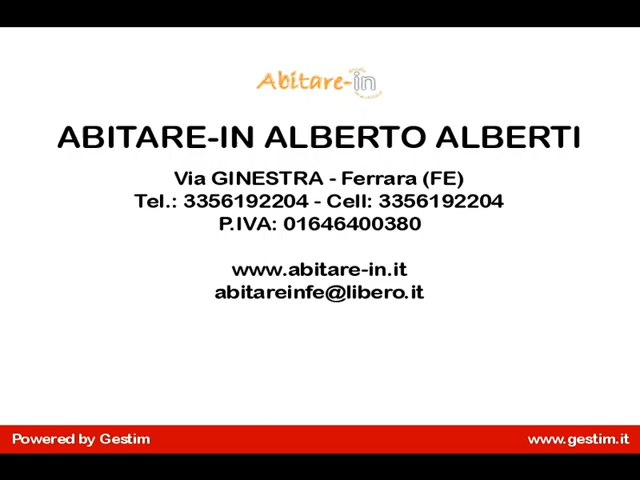 Abitare-in
ABITARE-IN ALBERTO ALBERTI
Via GINESTRA - Ferrara (FE)
Tel.: 3356192204 - Cell: 3356192204
P.IVA: 01646400380
www.abitare-in.it
abitareinfe@libero.it
Powered by Gestim www.gestim.it